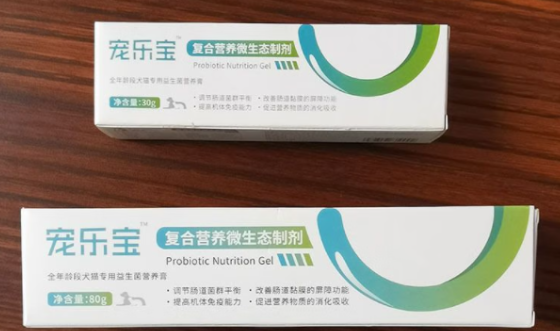 宠乐宝™ 复合营养微生态制剂
Probiotic Nutrition Gel
全年龄段犬猫专用益生菌营养膏
净含量:30g
·调节肠道菌群平衡 ·改善肠道黏膜的屏障功能
·提高机体免疫能力 ·促进营养物质的消化吸收
宠乐宝™ 复合营养微生态制剂
Probiotic Nutrition Gel
全年龄段犬猫专用益生菌营养膏
净含量:80g
·调节肠道菌群平衡 ·改善肠道黏膜的屏障功能
·提高机体免疫能力 ·促进营养物质的消化吸收